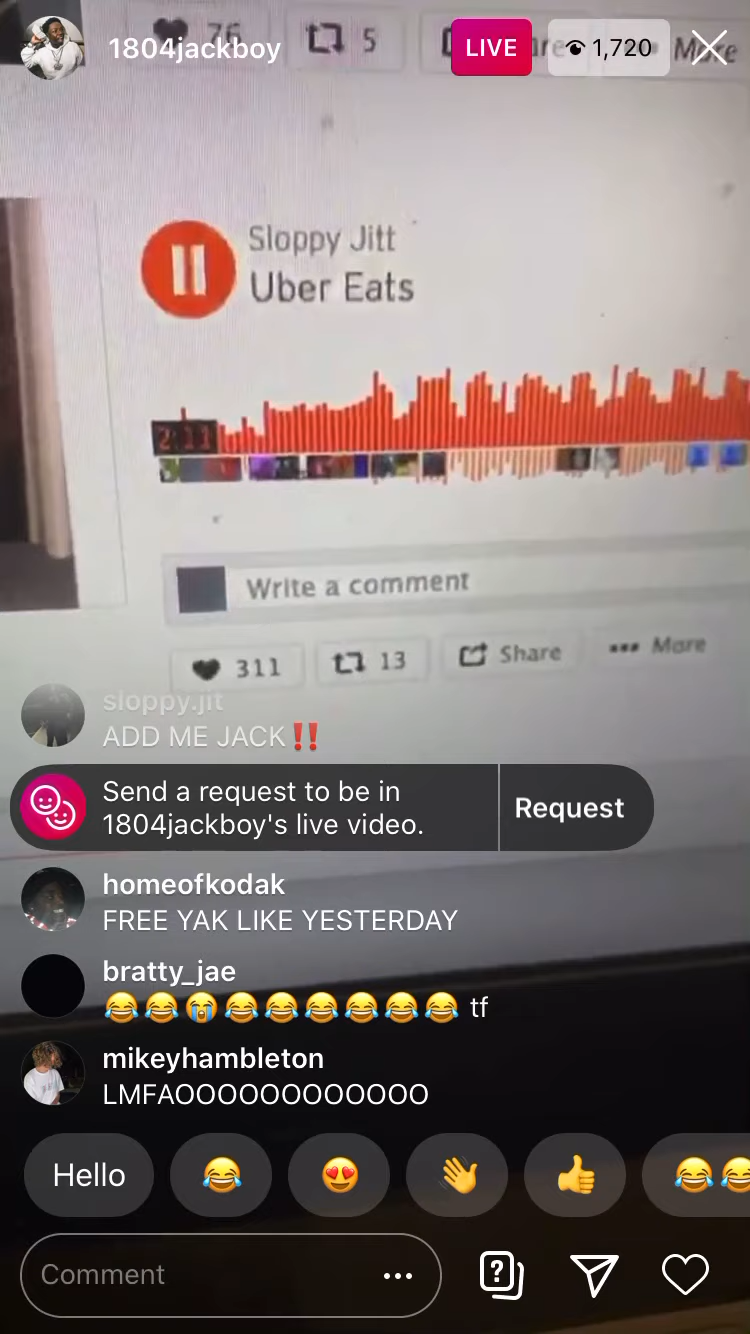 76
5
1804jackboy
LIVE
1,720
More
Sloppy Jitt
Uber Eats
2:11
Write a comment
311
13
Share
More
sloppy.jit
ADD ME JACK‼️
Send a request to be in
1804jackboy's live video.
Request
homeofkodak
FREE YAK LIKE YESTERDAY
bratty_jae
😂😂😭😂😂😂😂😂😂 tf
mikeyhambleton
LMFAOOOOOOOOOOOO
Hello
😂
😍
👋
👍
😂😂
Comment